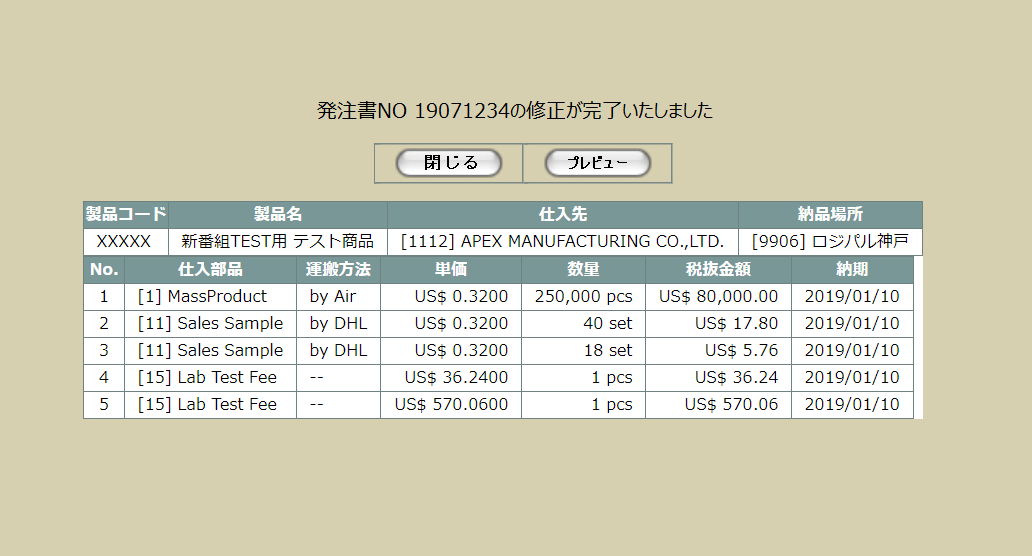 発注書NO 19071234の修正が完了いたしました
閉じる プレビュー
製品コード 製品名 仕入先 納品場所
XXXXX 新番組TEST用 テスト商品 [1112] APEX MANUFACTURING CO.,LTD. [9906] ロジパル神戸
No. 仕入部品 運搬方法 単価 数量 税抜金額 納期
1 [1] MassProduct by Air US$ 0.3200 250,000 pcs US$ 80,000.00 2019/01/10
2 [11] Sales Sample by DHL US$ 0.3200 40 set US$ 17.80 2019/01/10
3 [11] Sales Sample by DHL US$ 0.3200 18 set US$ 5.76 2019/01/10
4 [15] Lab Test Fee -- US$ 36.2400 1 pcs US$ 36.24 2019/01/10
5 [15] Lab Test Fee -- US$ 570.0600 1 pcs US$ 570.06 2019/01/10